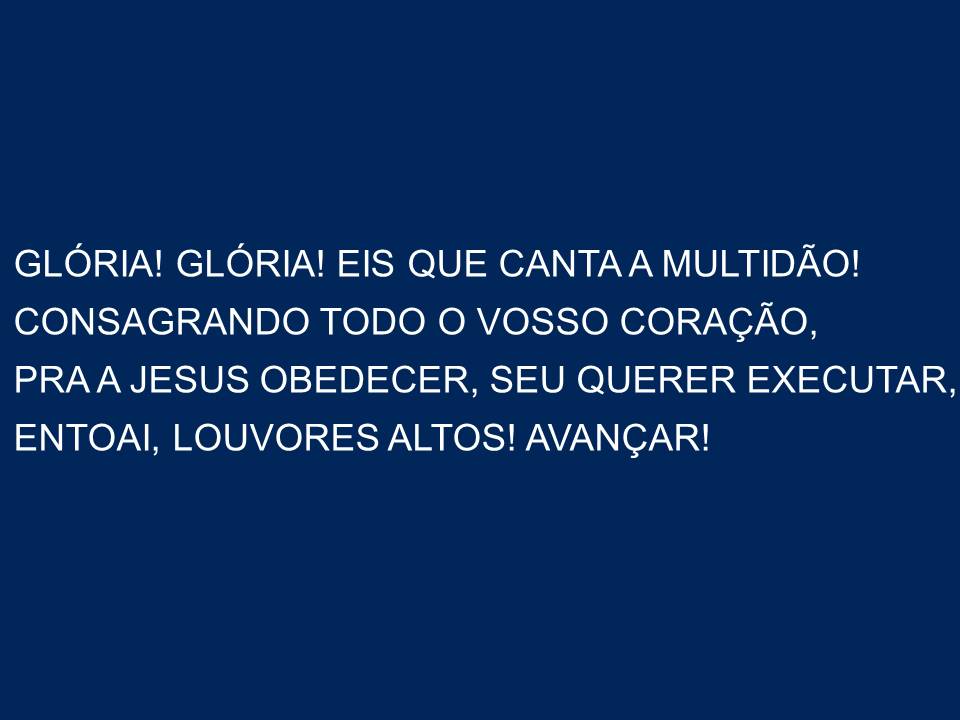 GLÓRIA! GLÓRIA! EIS QUE CANTA A MULTIDÃO!
CONSAGRANDO TODO O VOSSO CORAÇÃO,
PRA A JESUS OBEDECER, SEU QUERER EXECUTAR,
ENTOAI, LOUVORES ALTOS! AVANÇAR!